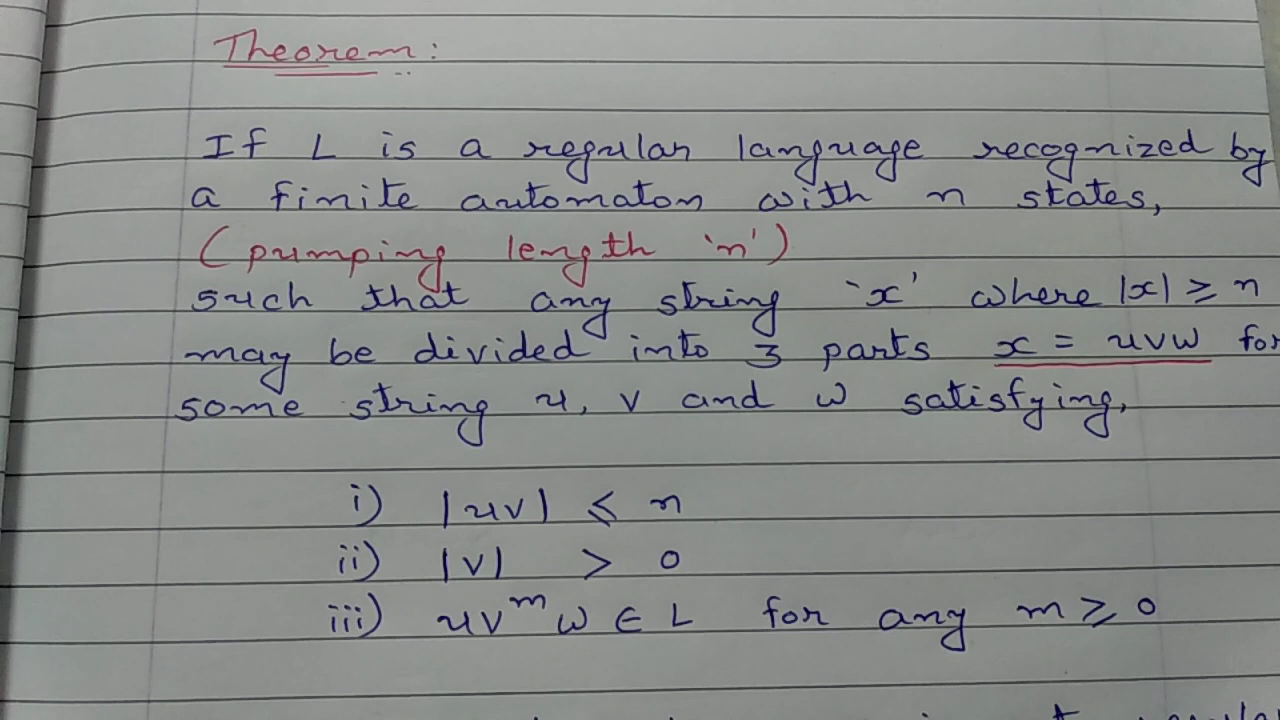 Theorem:
If L is a regular language recognized by
a finite automaton with n states,
(pumping length 'n')
such that any string 'x' where |x| ≥ n
may be divided into 3 parts x = uvw for
some string u, v and w satisfying,
i) |uv| ≤ n
ii) |v| > 0
iii) uv^m w ∈ L for any m ≥ 0